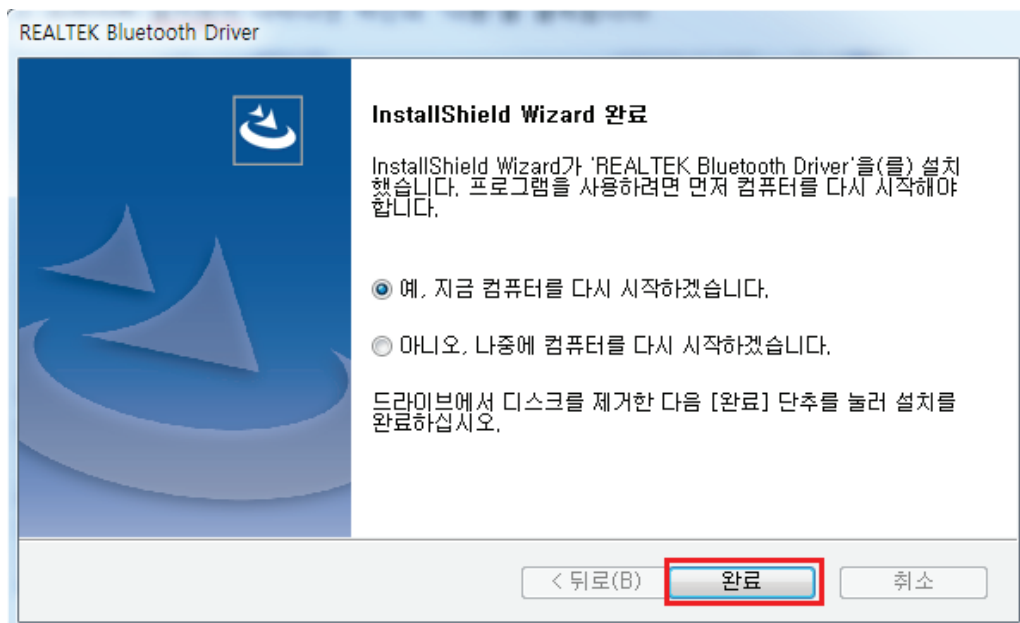 REALTEK Bluetooth Driver
InstallShield Wizard 완료
InstallShield Wizard가 'REALTEK Bluetooth Driver'을(를) 설치
했습니다. 프로그램을 사용하려면 먼저 컴퓨터를 다시 시작해야
합니다.
예, 지금 컴퓨터를 다시 시작하겠습니다.
아니오, 나중에 컴퓨터를 다시 시작하겠습니다.
드라이브에서 디스크를 제거한 다음 [완료] 단추를 눌러 설치를
완료하십시오.
< 뒤로(B)
완료
취소